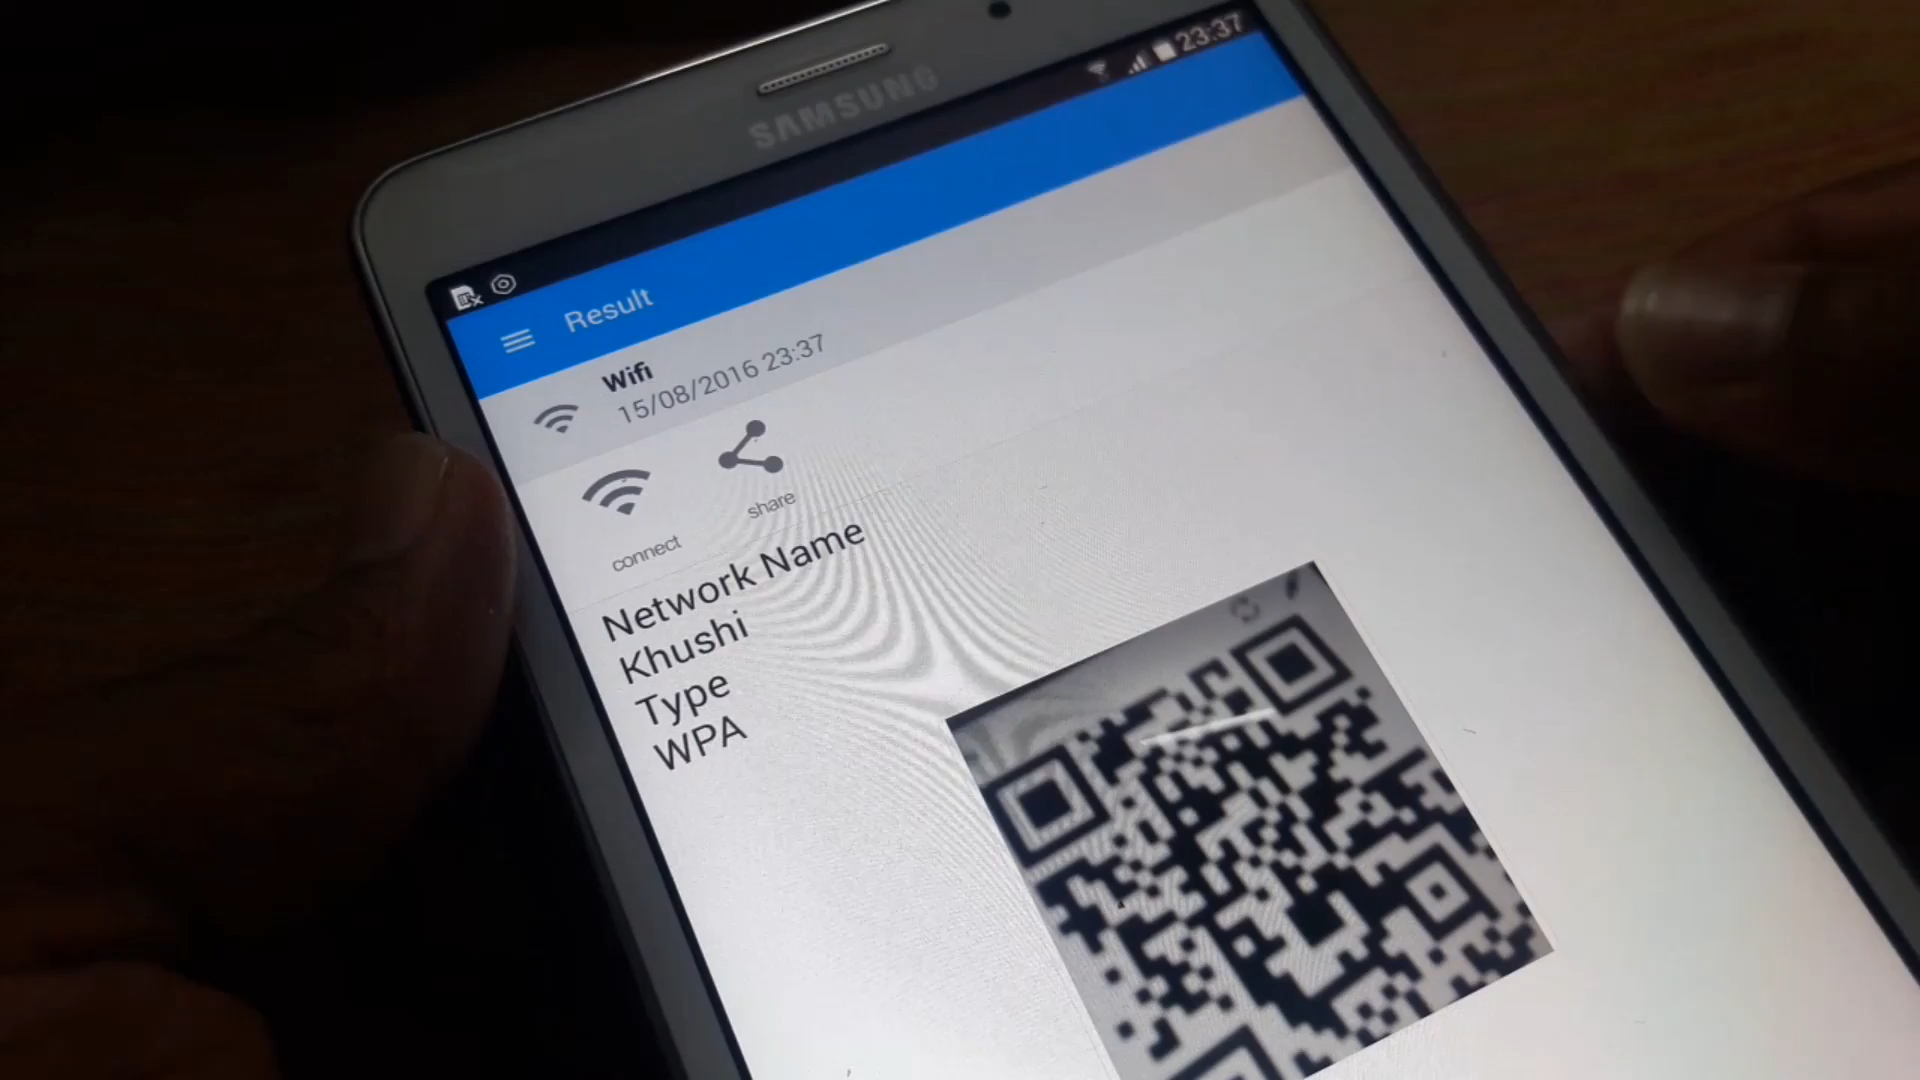 SAMSUNG
23:37
Result
Wifi
15/08/2016 23:37
connect
share
Network Name
Khushi
Type
WPA